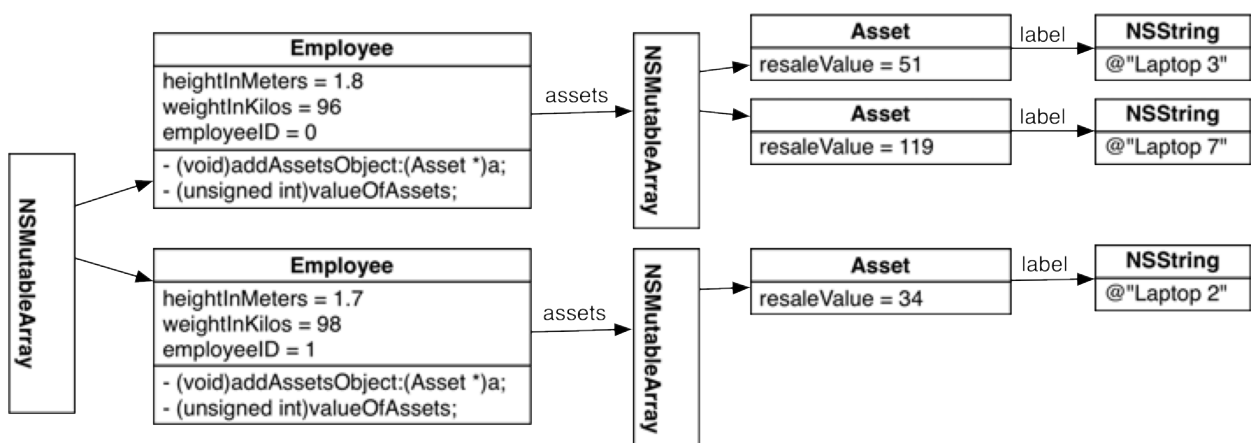 NSMutableArray
Employee
heightInMeters = 1.8
weightInKilos = 96
employeeID = 0
- (void)addAssetsObject:(Asset *)a;
- (unsigned int)valueOfAssets;
assets
NSMutableArray
Asset
resaleValue = 51
label
NSString
@"Laptop 3"
Asset
resaleValue = 119
label
NSString
@"Laptop 7"
Employee
heightInMeters = 1.7
weightInKilos = 98
employeeID = 1
- (void)addAssetsObject:(Asset *)a;
- (unsigned int)valueOfAssets;
assets
NSMutableArray
Asset
resaleValue = 34
label
NSString
@"Laptop 2"